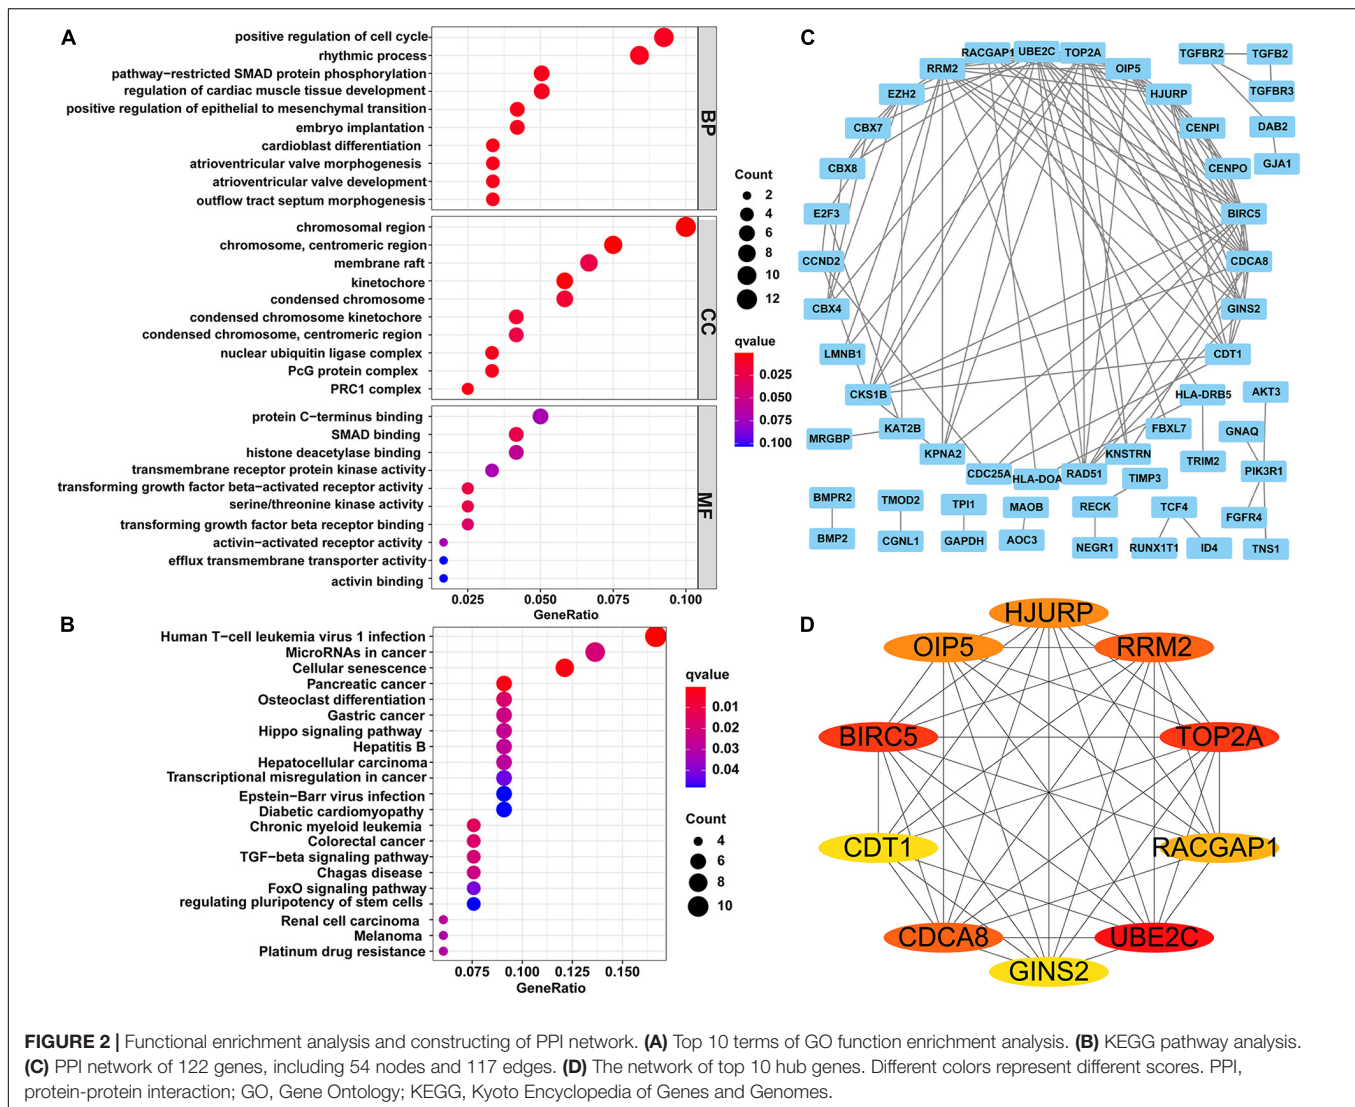 A
positive regulation of cell cycle
rhythmic process
pathway−restricted SMAD protein phosphorylation
regulation of cardiac muscle tissue development
positive regulation of epithelial to mesenchymal transition
embryo implantation
cardioblast differentiation
atrioventricular valve morphogenesis
atrioventricular valve development
outflow tract septum morphogenesis
BP
chromosomal region
chromosome, centromeric region
membrane raft
kinetochore
condensed chromosome
condensed chromosome kinetochore
condensed chromosome, centromeric region
nuclear ubiquitin ligase complex
PcG protein complex
PRC1 complex
CC
protein C−terminus binding
SMAD binding
histone deacetylase binding
transmembrane receptor protein kinase activity
transforming growth factor beta−activated receptor activity
serine/threonine kinase activity
transforming growth factor beta receptor binding
activin−activated receptor activity
efflux transmembrane transporter activity
activin binding
MF
0.025 0.050 0.075 0.100
GeneRatio
Count
2
4
6
8
10
12
qvalue
0.025
0.050
0.075
0.100
B
Human T−cell leukemia virus 1 infection
MicroRNAs in cancer
Cellular senescence
Pancreatic cancer
Osteoclast differentiation
Gastric cancer
Hippo signaling pathway
Hepatitis B
Hepatocellular carcinoma
Transcriptional misregulation in cancer
Epstein−Barr virus infection
Diabetic cardiomyopathy
Chronic myeloid leukemia
Colorectal cancer
TGF−beta signaling pathway
Chagas disease
FoxO signaling pathway
regulating pluripotency of stem cells
Renal cell carcinoma
Melanoma
Platinum drug resistance
0.075 0.100 0.125 0.150
GeneRatio
qvalue
0.01
0.02
0.03
0.04
Count
4
6
8
10
C
RACGAP1 UBE2C TOP2A
RRM2 OIP5
EZH2 HJURP
CBX7 CENPI
CBX8 CENPO
E2F3 BIRC5
CCND2 CDCA8
CBX4 GINS2
LMNB1 CDT1
CKS1B HLA-DRB5
KAT2B FBXL7
MRGBP
KPNA2 KNSTRN
CDC25A HLA-DOA RAD51
TGFBR2 TGFB2
TGFBR3
DAB2
GJA1
AKT3
GNAQ
PIK3R1
TRIM2
FGFR4
TNS1
TIMP3
BMPR2 TMOD2 TPI1 MAOB RECK TCF4
BMP2 CGNL1 GAPDH AOC3 NEGR1 RUNX1T1 ID4
D
HJURP
OIP5 RRM2
BIRC5 TOP2A
CDT1 RACGAP1
CDCA8 UBE2C
GINS2
FIGURE 2 | Functional enrichment analysis and constructing of PPI network. (A) Top 10 terms of GO function enrichment analysis. (B) KEGG pathway analysis.
(C) PPI network of 122 genes, including 54 nodes and 117 edges. (D) The network of top 10 hub genes. Different colors represent different scores. PPI,
protein-protein interaction; GO, Gene Ontology; KEGG, Kyoto Encyclopedia of Genes and Genomes.